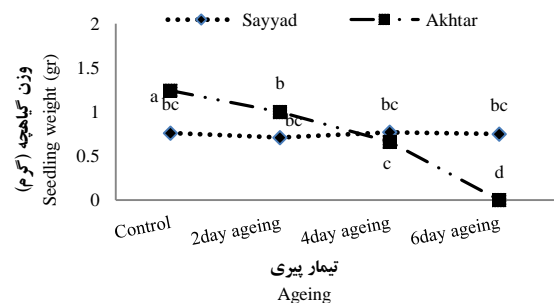 Sayyad Akhtar
2
1.5
1
0.5
0
وزن گیاهچه (گرم)
Seedling weight (gr)
a
bc
b
bc
bc
c
bc
d
Control
2day ageing
4day ageing
6day ageing
تیمار پیری
Ageing